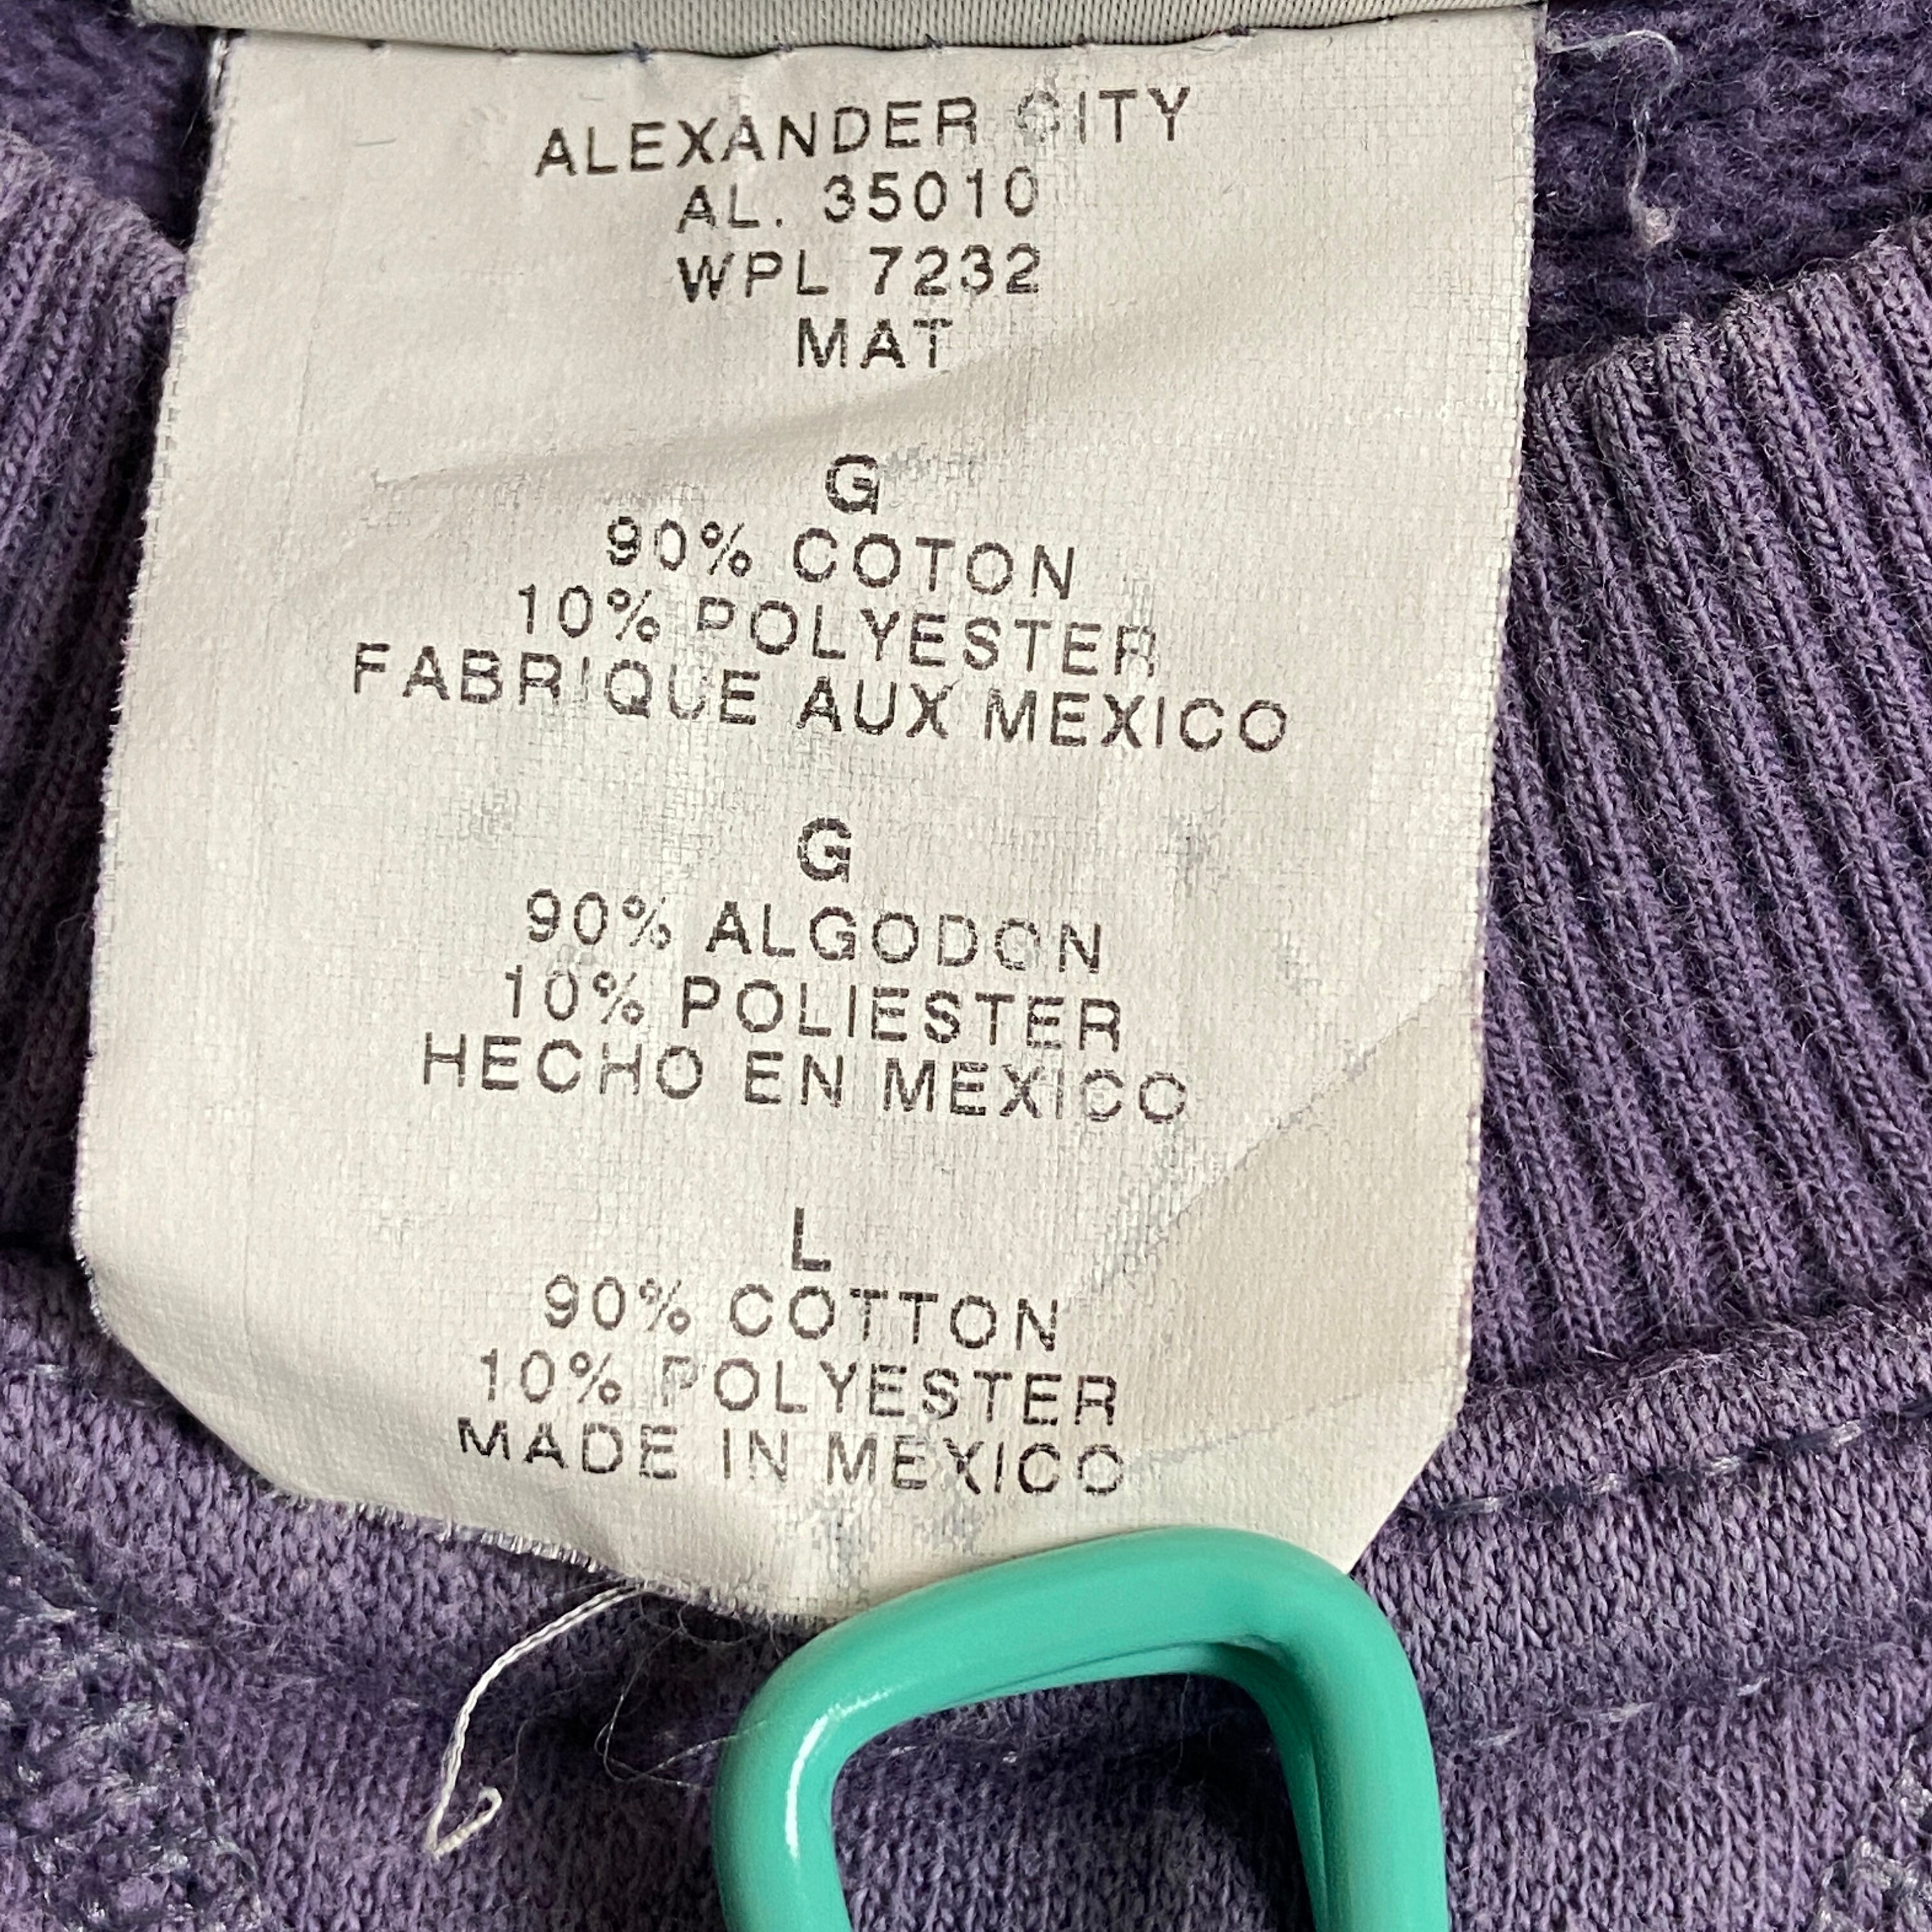 ALEXANDER CITY
AL. 35010
WPL 7232
MAT
G
90% COTON
10% POLYESTER
FABRIQUE AUX MEXICO
G
90% ALGODON
10% POLIESTER
HECHO EN MEXICO
L
90% COTTON
10% POLYESTER
MADE IN MEXICO